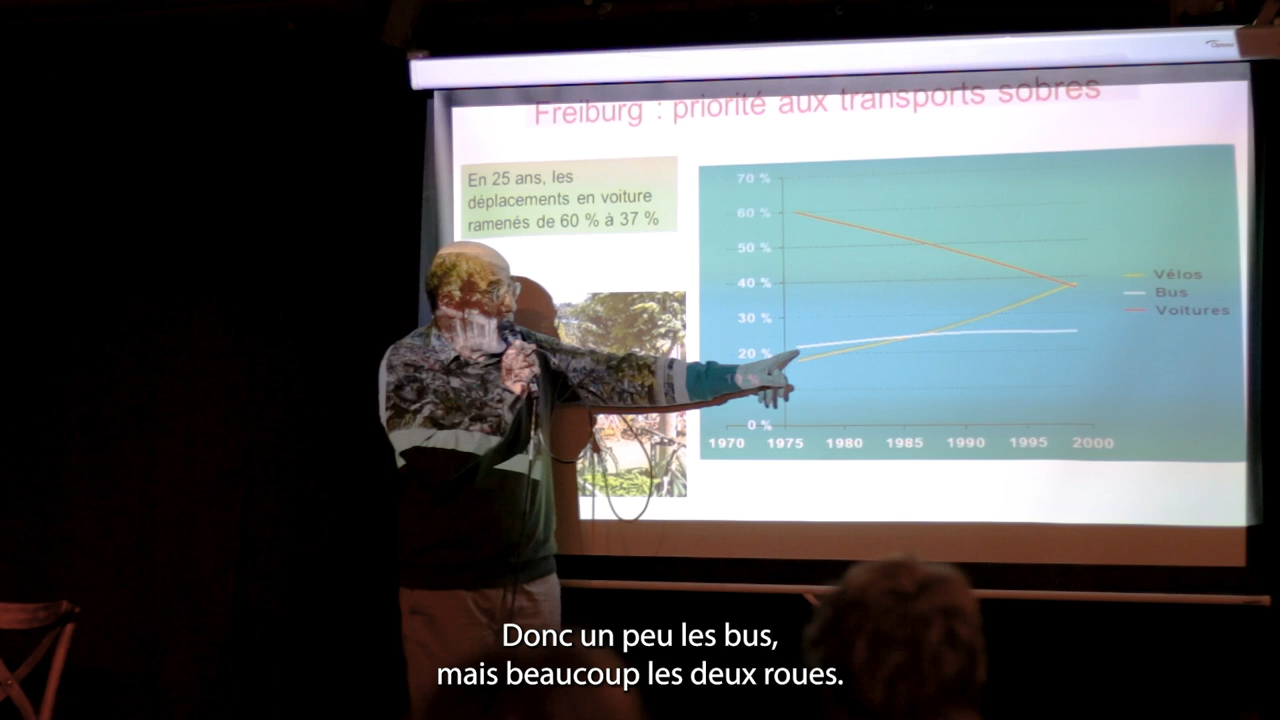 Optoma
Freiburg : priorité aux transports sobres
En 25 ans, les
déplacements en voiture
ramenés de 60 % à 37 %
70 %
60 %
50 %
40 %
30 %
20 %
0 %
1970 1975 1980 1985 1990 1995 2000
Vélos
Bus
Voitures
Donc un peu les bus,
mais beaucoup les deux roues.